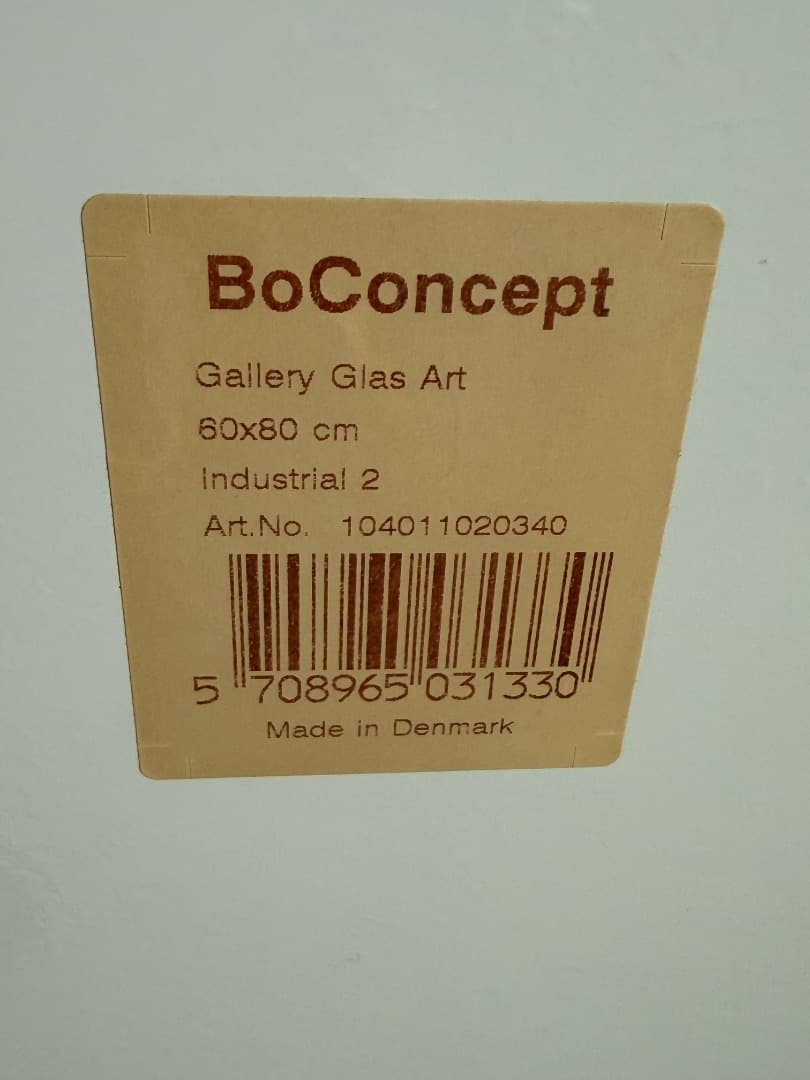 BoConcept
Gallery Glas Art
60x80 cm
Industrial 2
Art.No. 104011020340
5 708965 031330
Made in Denmark